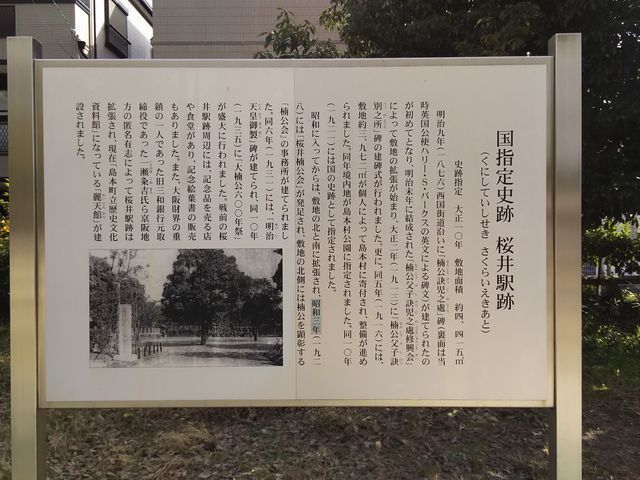 国指定史跡 桜井駅跡
(くにしていしせき さくらいえきあと)
史跡指定 大正一〇年 敷地面積 約四、四一五㎡
明治九年(一八七六)西国街道沿いに「楠公訣児之處」碑(裏面は当
時英国公使ハリー・S・パークスの英文による碑文)が建てられたの
が初めてとなり、明治末年に結成された「楠公父子訣児之處修興会」
によって敷地の拡張が始まり、大正二年(一九一三)に「楠公父子訣
別之所」碑の建碑式が行われました。更に、同五年(一九一六)には、
敷地約三、九七二㎡が個人によって島本村に寄付され、整備が進め
られました。同年境内地が島本村公園に指定されました。同一〇年
(一九二一)には国の史跡として指定されました。
昭和に入ってからは、敷地の北と南に拡張され、昭和三年(一九二
八)には「桜井楠公会」が発足され、敷地の北側には楠公を顕彰する
「楠公会」の事務所が建てられまし
た。同六年(一九三一)には、「明治
天皇御製」碑が建てられ、同一〇年
(一九三五)に、「大楠公六〇〇年祭」
が盛大に行われました。戦前の桜
井駅跡周辺には、記念品を売る店
や食堂があり、記念絵葉書の販売
もありました。また、大阪財界の重
鎮の一人であった旧三和銀行元取
締役であった一瀬粂吉氏ら京阪地
方の匿名有志によって桜井駅跡は
拡張され、現在「島本町立歴史文化
資料館」になっている「麗天館」が建
設されました。